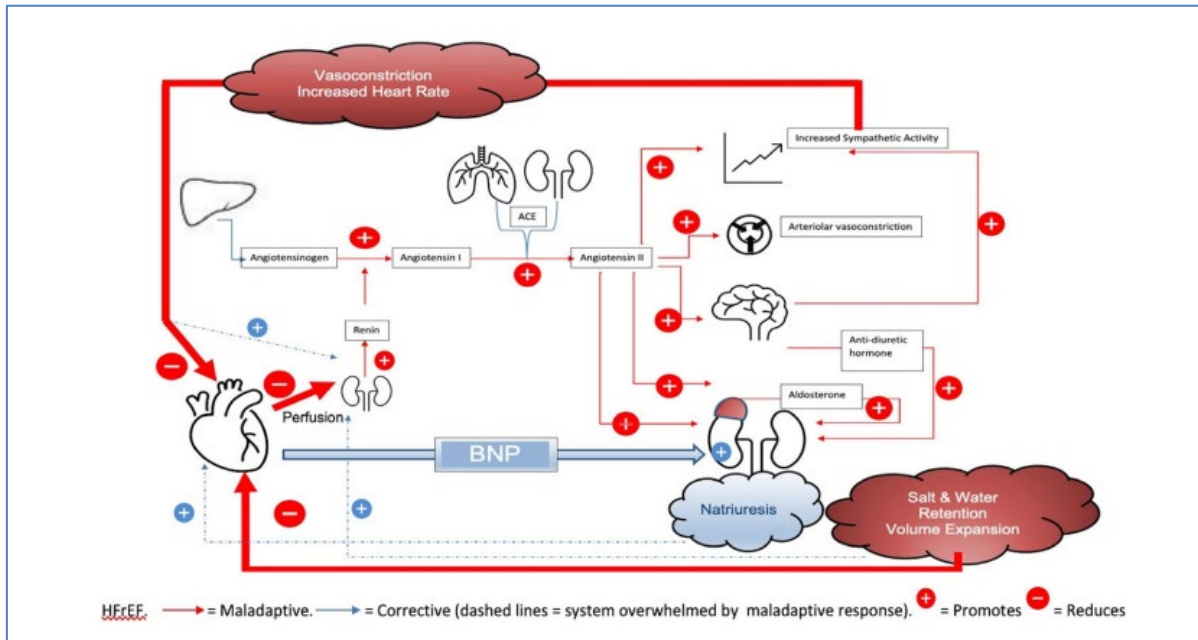 Vasoconstriction
Increased Heart Rate
Increased Sympathetic Activity
ACE
Arteriolar vasoconstriction
Angiotensinogen
Angiotensin I
Angiotensin II
Renin
Anti-diuretic
hormone
Aldosterone
Perfusion
BNP
Natriuresis
Salt & Water
Retention
Volume Expansion
HFrEF. = Maladaptive. = Corrective (dashed lines = system overwhelmed by maladaptive response). + = Promotes − = Reduces